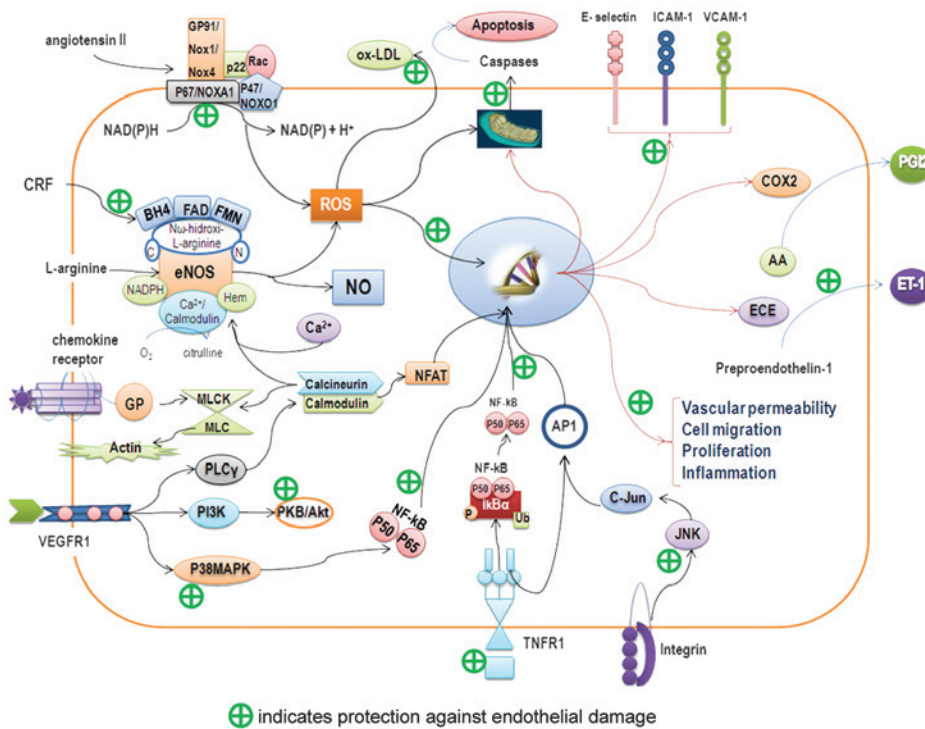 angiotensin II
GP91/
Nox1/
Nox4
p22
Rac
P67/NOXA1
P47/
NOXO1
NAD(P)H
NAD(P) + H+
ox-LDL
Apoptosis
Caspases
E- selectin
ICAM-1
VCAM-1
CRF
BH4
FAD
FMN
Nω-hidroxi-
L-arginine
C
N
L-arginine
eNOS
NADPH
Hem
Ca2+/
Calmodulin
O2
citrulline
ROS
NO
Ca2+
COX2
PGI2
AA
ET-1
ECE
Preproendothelin-1
chemokine
receptor
GP
MLCK
MLC
Actin
Calcineurin
Calmodulin
NFAT
PLCγ
VEGFR1
PI3K
PKB/Akt
P38MAPK
NF-kB
P50
P65
NF-kB
P50 P65
NF-kB
P50 P65
IkBα
P
Ub
AP1
C-Jun
JNK
TNFR1
Integrin
Vascular permeability
Cell migration
Proliferation
Inflammation
indicates protection against endothelial damage